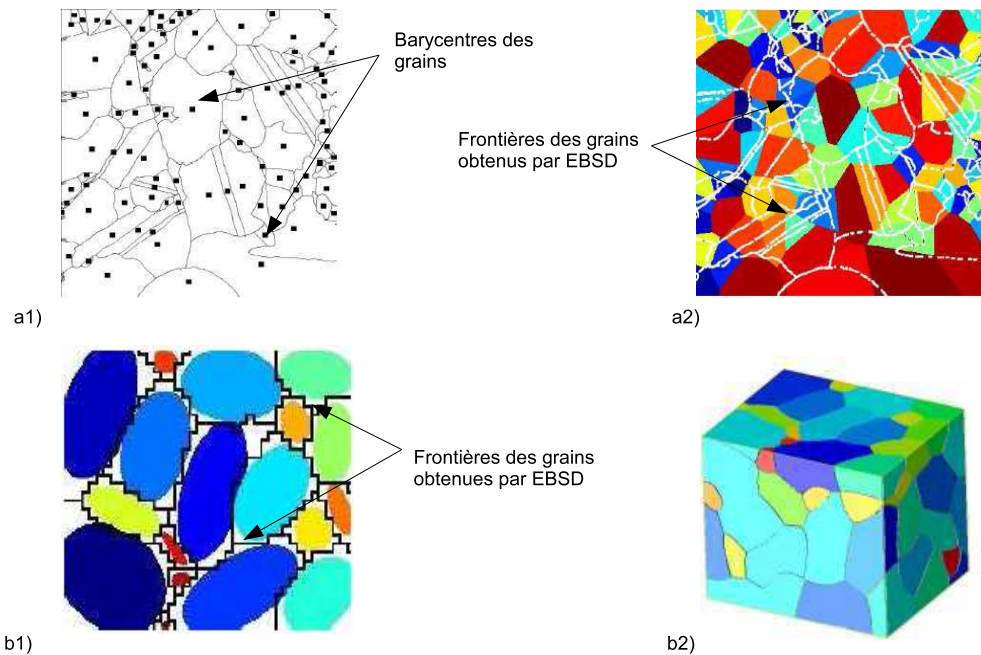 Barycentres des
grains
Frontières des grains
obtenus par EBSD
a1)
a2)
Frontières des grains
obtenues par EBSD
b1)
b2)